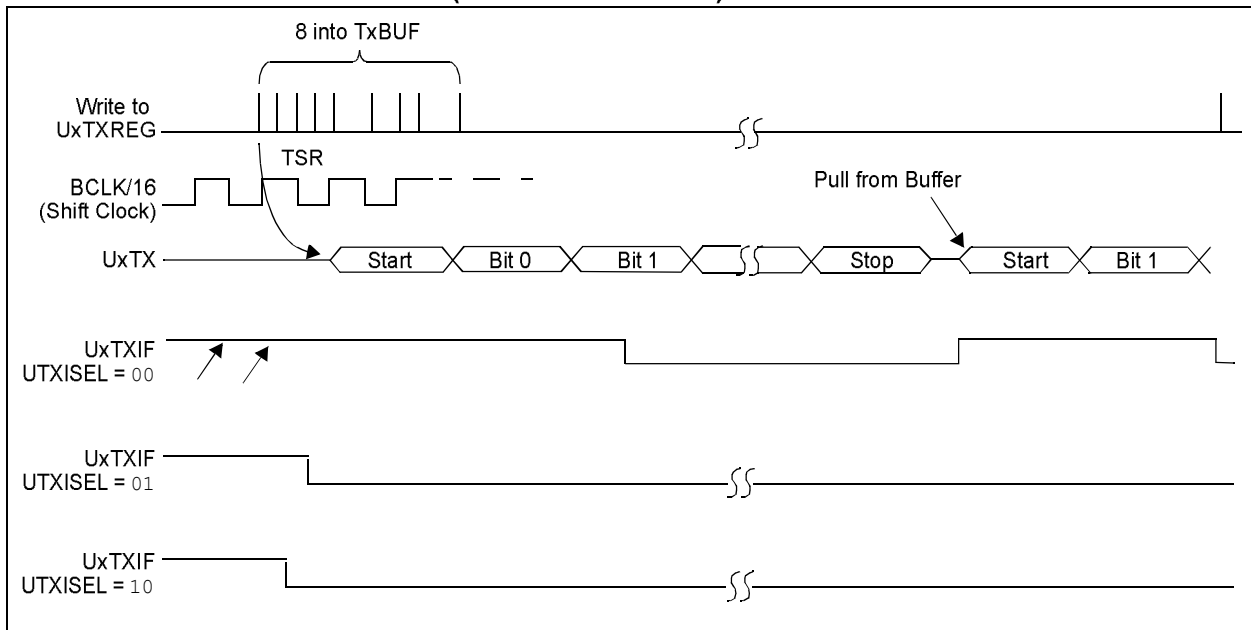 8 into TxBUF
Write to
UxTXREG
TSR
BCLK/16
(Shift Clock)
Pull from Buffer
UxTX
Start
Bit 0
Bit 1
Stop
Start
Bit 1
UxTXIF
UTXISEL = 00
UxTXIF
UTXISEL = 01
UxTXIF
UTXISEL = 10